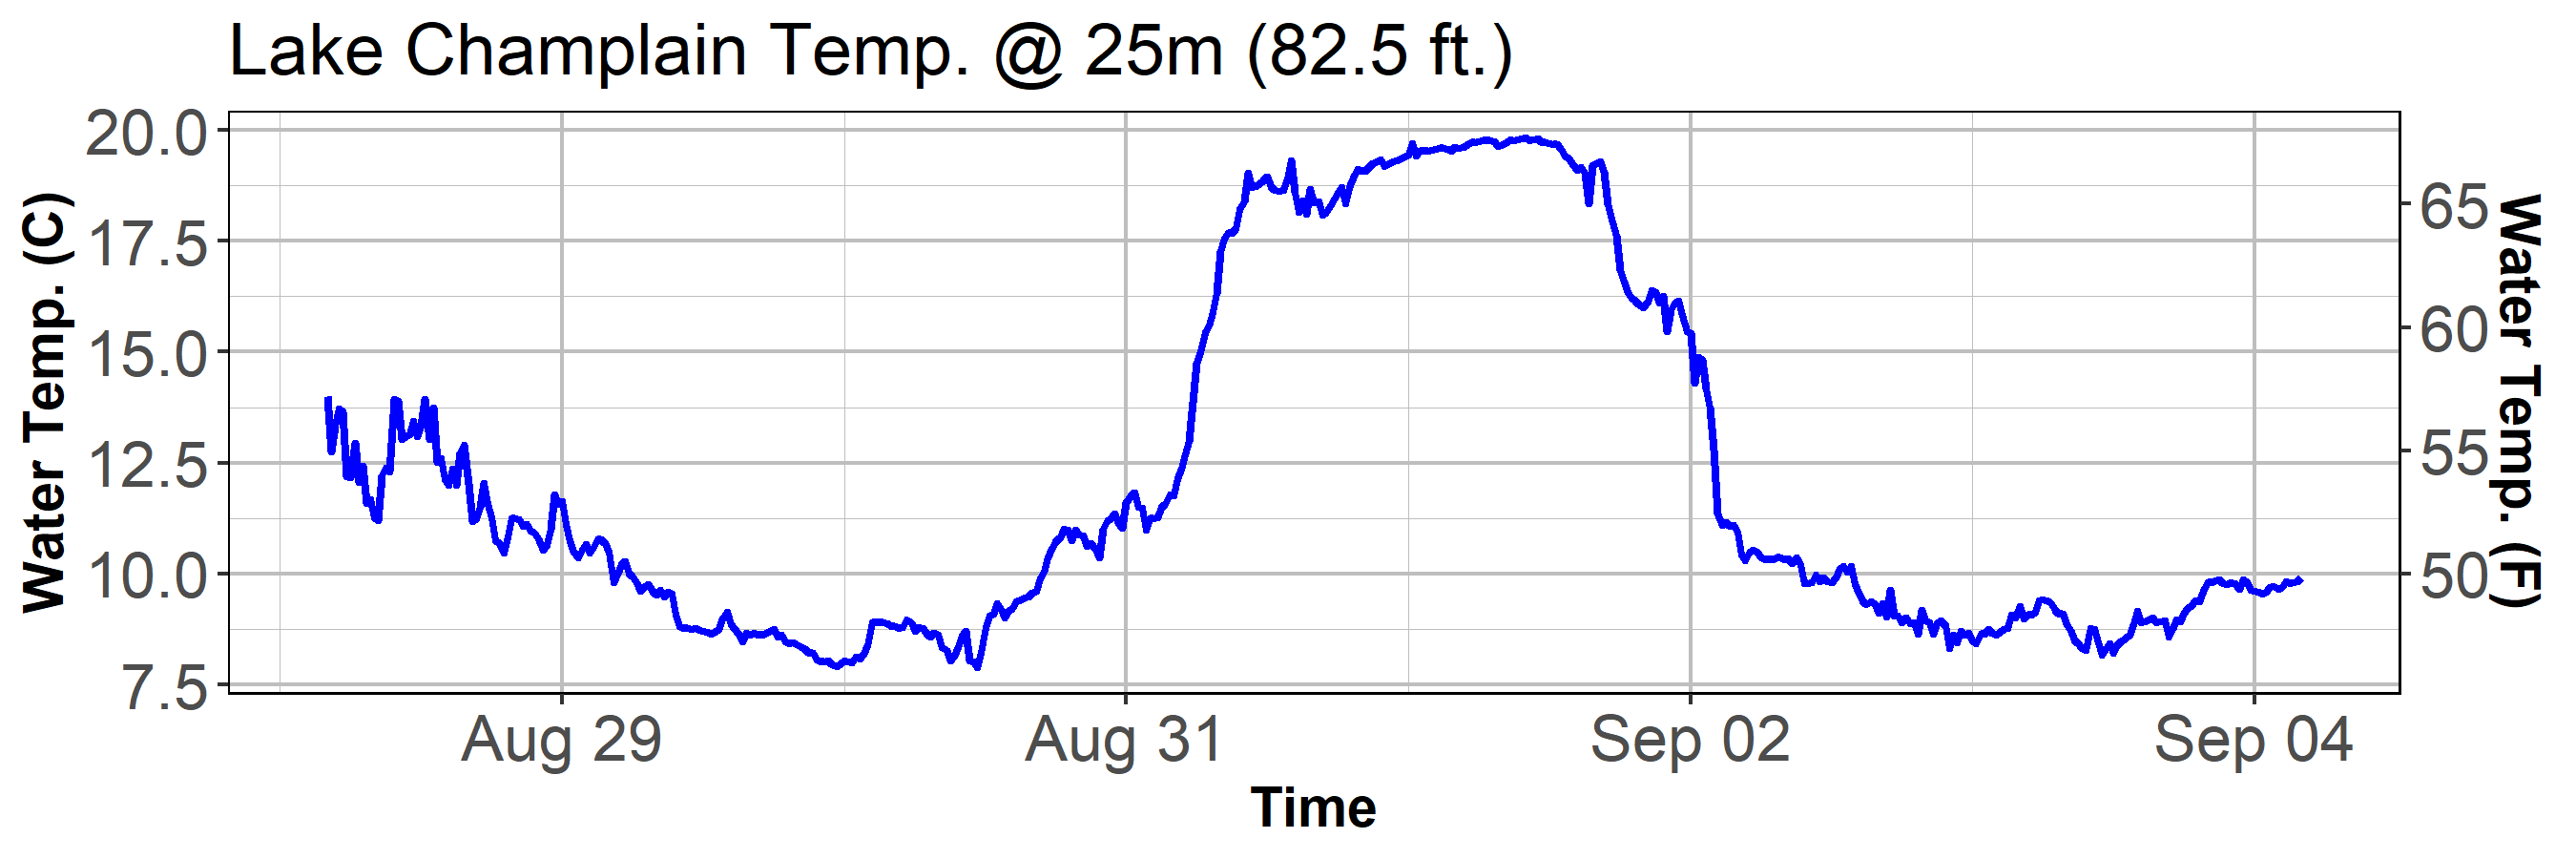 Lake Champlain Temp. @ 25m (82.5 ft.)
Water Temp. (C)
20.0
17.5
15.0
12.5
10.0
7.5
65
60
55
50
Water Temp. (F)
Aug 29
Aug 31
Sep 02
Sep 04
Time